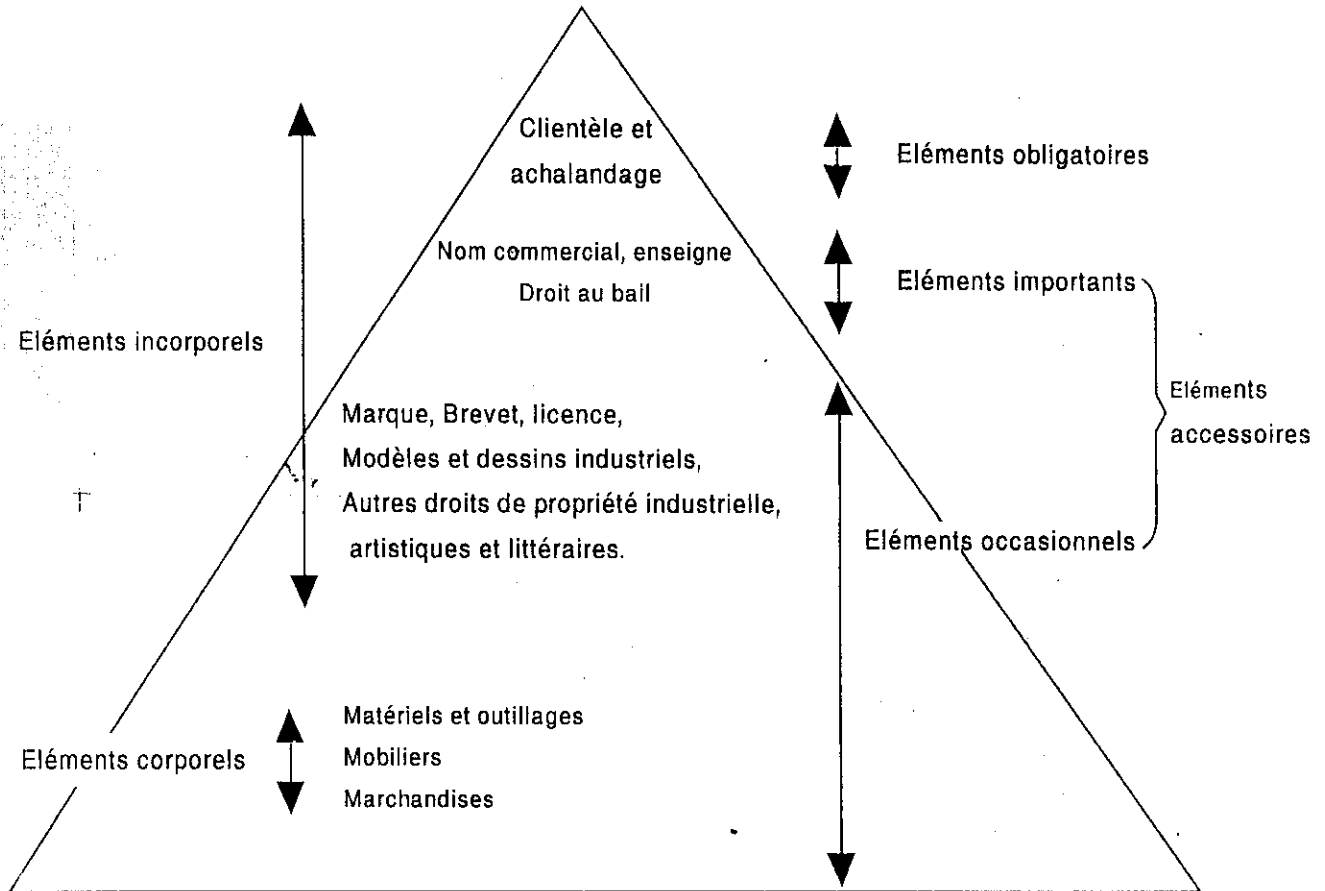 Clientèle et
achalandage
Eléments obligatoires
Nom commercial, enseigne
Droit au bail
Eléments importants
Eléments incorporels
Marque, Brevet, licence,
Modèles et dessins industriels,
Autres droits de propriété industrielle,
artistiques et littéraires.
Eléments
accessoires
Eléments occasionnels
Eléments corporels
Matériels et outillages
Mobiliers
Marchandises